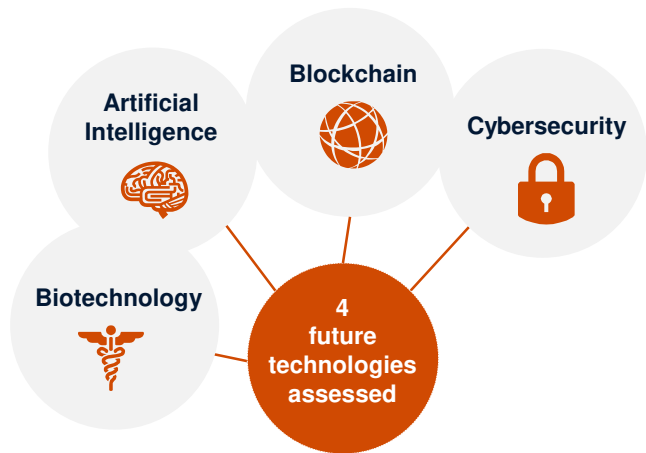 Blockchain
Artificial
Intelligence
Cybersecurity
Biotechnology
4
future
technologies
assessed